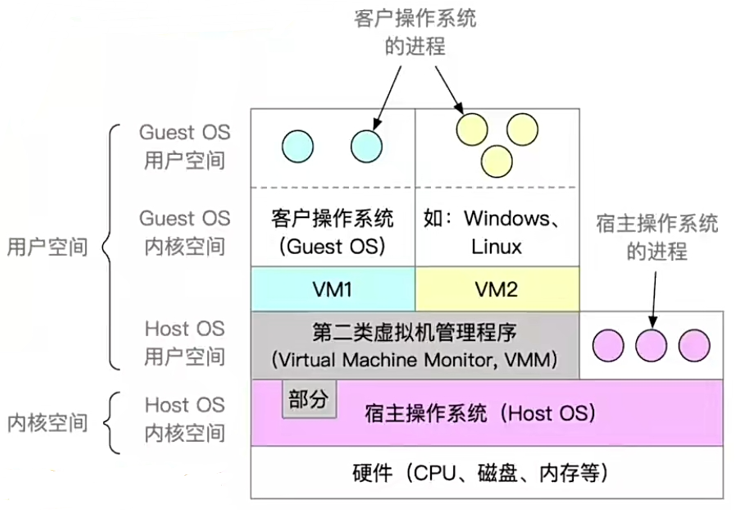 客户操作系统
的进程
Guest OS
用户空间
Guest OS
内核空间
用户空间
客户操作系统
(Guest OS)
如：Windows、
Linux
宿主操作系统
的进程
VM1
VM2
Host OS
用户空间
第二类虚拟机管理程序
(Virtual Machine Monitor, VMM)
部分
内核空间
Host OS
内核空间
宿主操作系统（Host OS）
硬件（CPU、磁盘、内存等）